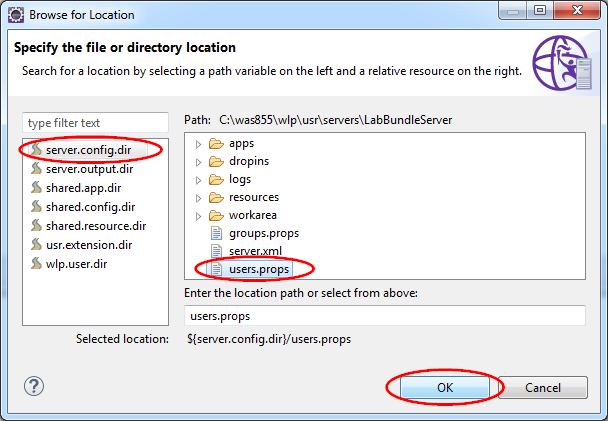 Browse for Location
Specify the file or directory location
Search for a location by selecting a path variable on the left and a relative resource on the right.
type filter text
server.config.dir
server.output.dir
shared.app.dir
shared.config.dir
shared.resource.dir
usr.extension.dir
wlp.user.dir
Path: C:\was855\wlp\usr\servers\LabBundleServer
apps
dropins
logs
resources
workarea
groups.props
server.xml
users.props
Enter the location path or select from above:
users.props
Selected location: ${server.config.dir}/users.props
?
OK
Cancel